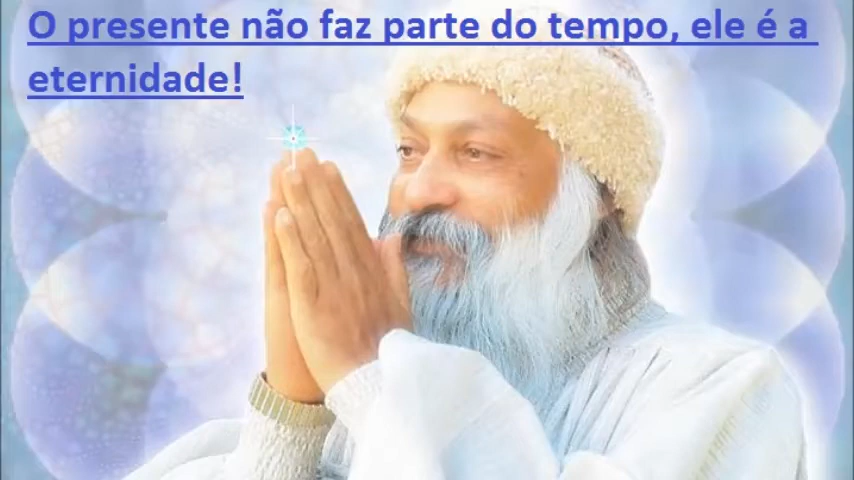 O presente não faz parte do tempo, ele é a
eternidade!